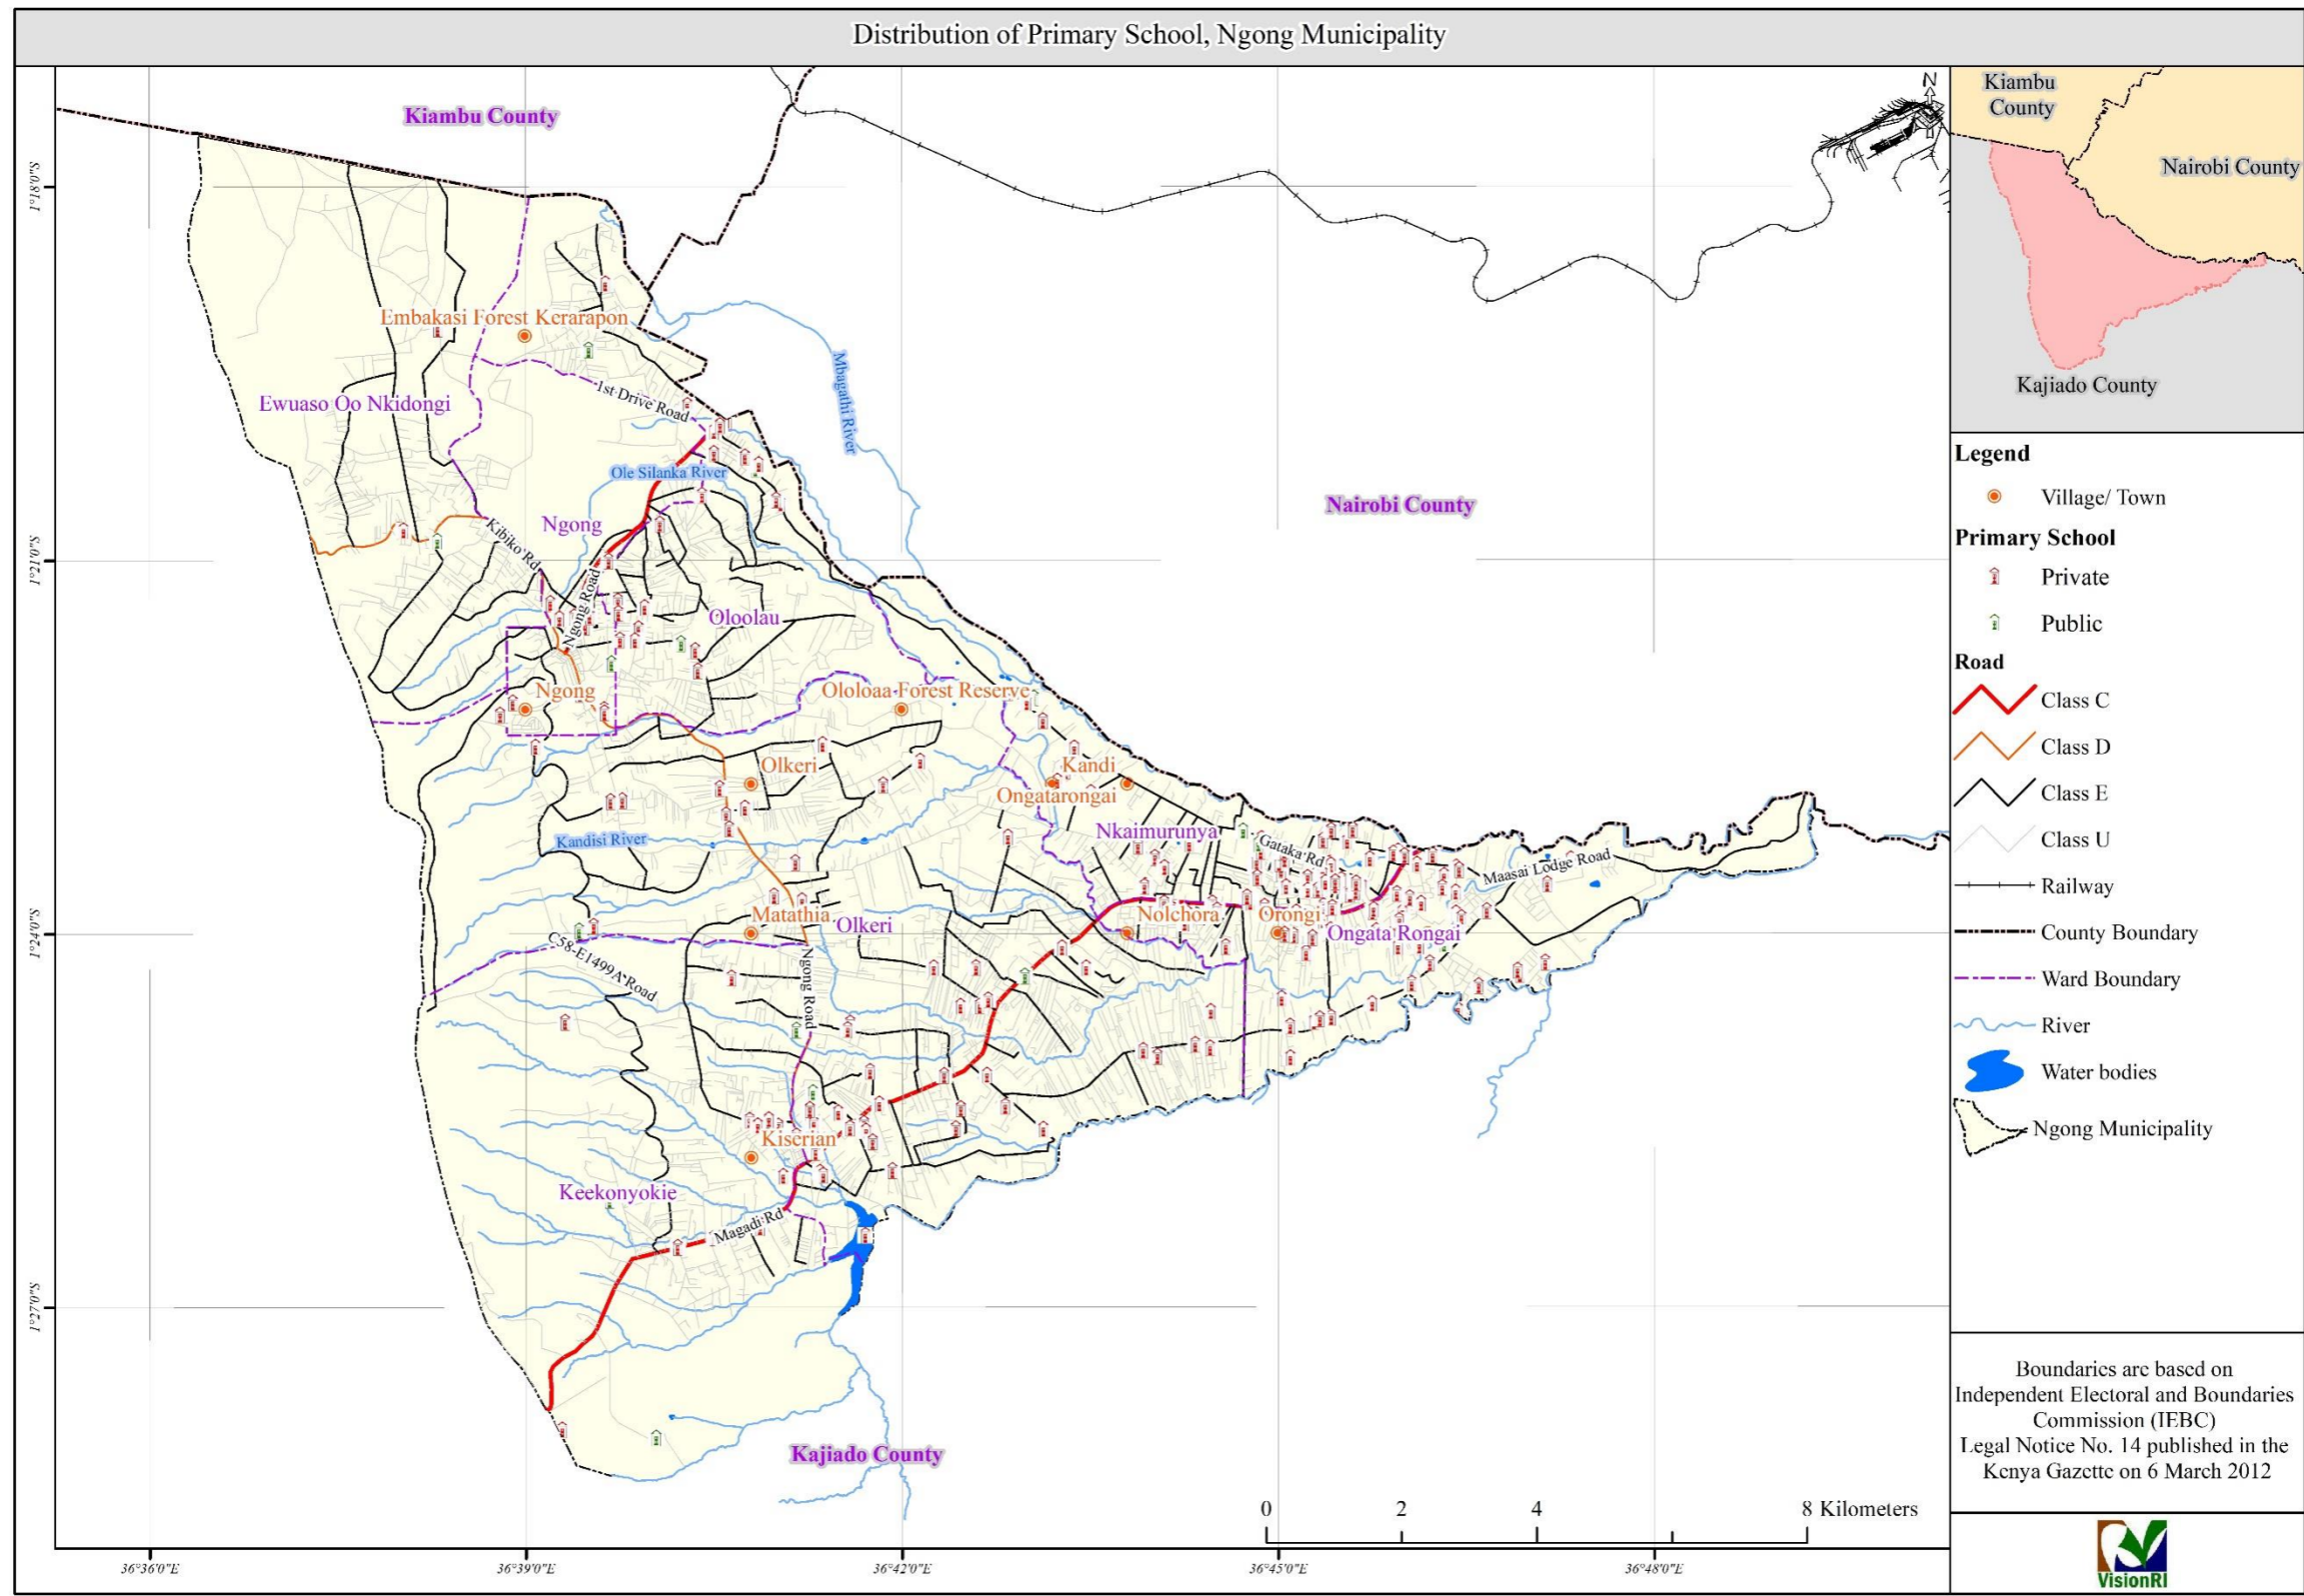 Distribution of Primary School, Ngong Municipality
Kiambu County
N
Kiambu
County
Nairobi County
Kajiado County
1°18'0"S
Embakasi Forest Kerarapon
Mbagathi River
1st Drive Road
Ewuaso Oo Nkidongi
Ole Silanka River
Nairobi County
Ngong
Kibiko Rd
1°21'0"S
Ngong Road
Oloolau
Ngong
Ololoaa Forest Reserve
Olkeri
Kandi
Ongatarongai
Kandisi River
Nkaimurunya
Gataka Rd
Maasai Lodge Road
Matathia
Olkeri
Nolchora
Orongi
Ongata Rongai
1°24'0"S
C58-E1499A Road
Ngong Road
Kiserian
Keekonyokie
Magadi Rd
1°27'0"S
Kajiado County
0 2 4 8 Kilometers
36°36'0"E 36°39'0"E 36°42'0"E 36°45'0"E 36°48'0"E
Legend
Village/ Town
Primary School
Private
Public
Road
Class C
Class D
Class E
Class U
Railway
County Boundary
Ward Boundary
River
Water bodies
Ngong Municipality
Boundaries are based on
Independent Electoral and Boundaries
Commission (IEBC)
Legal Notice No. 14 published in the
Kenya Gazette on 6 March 2012
VisionRI